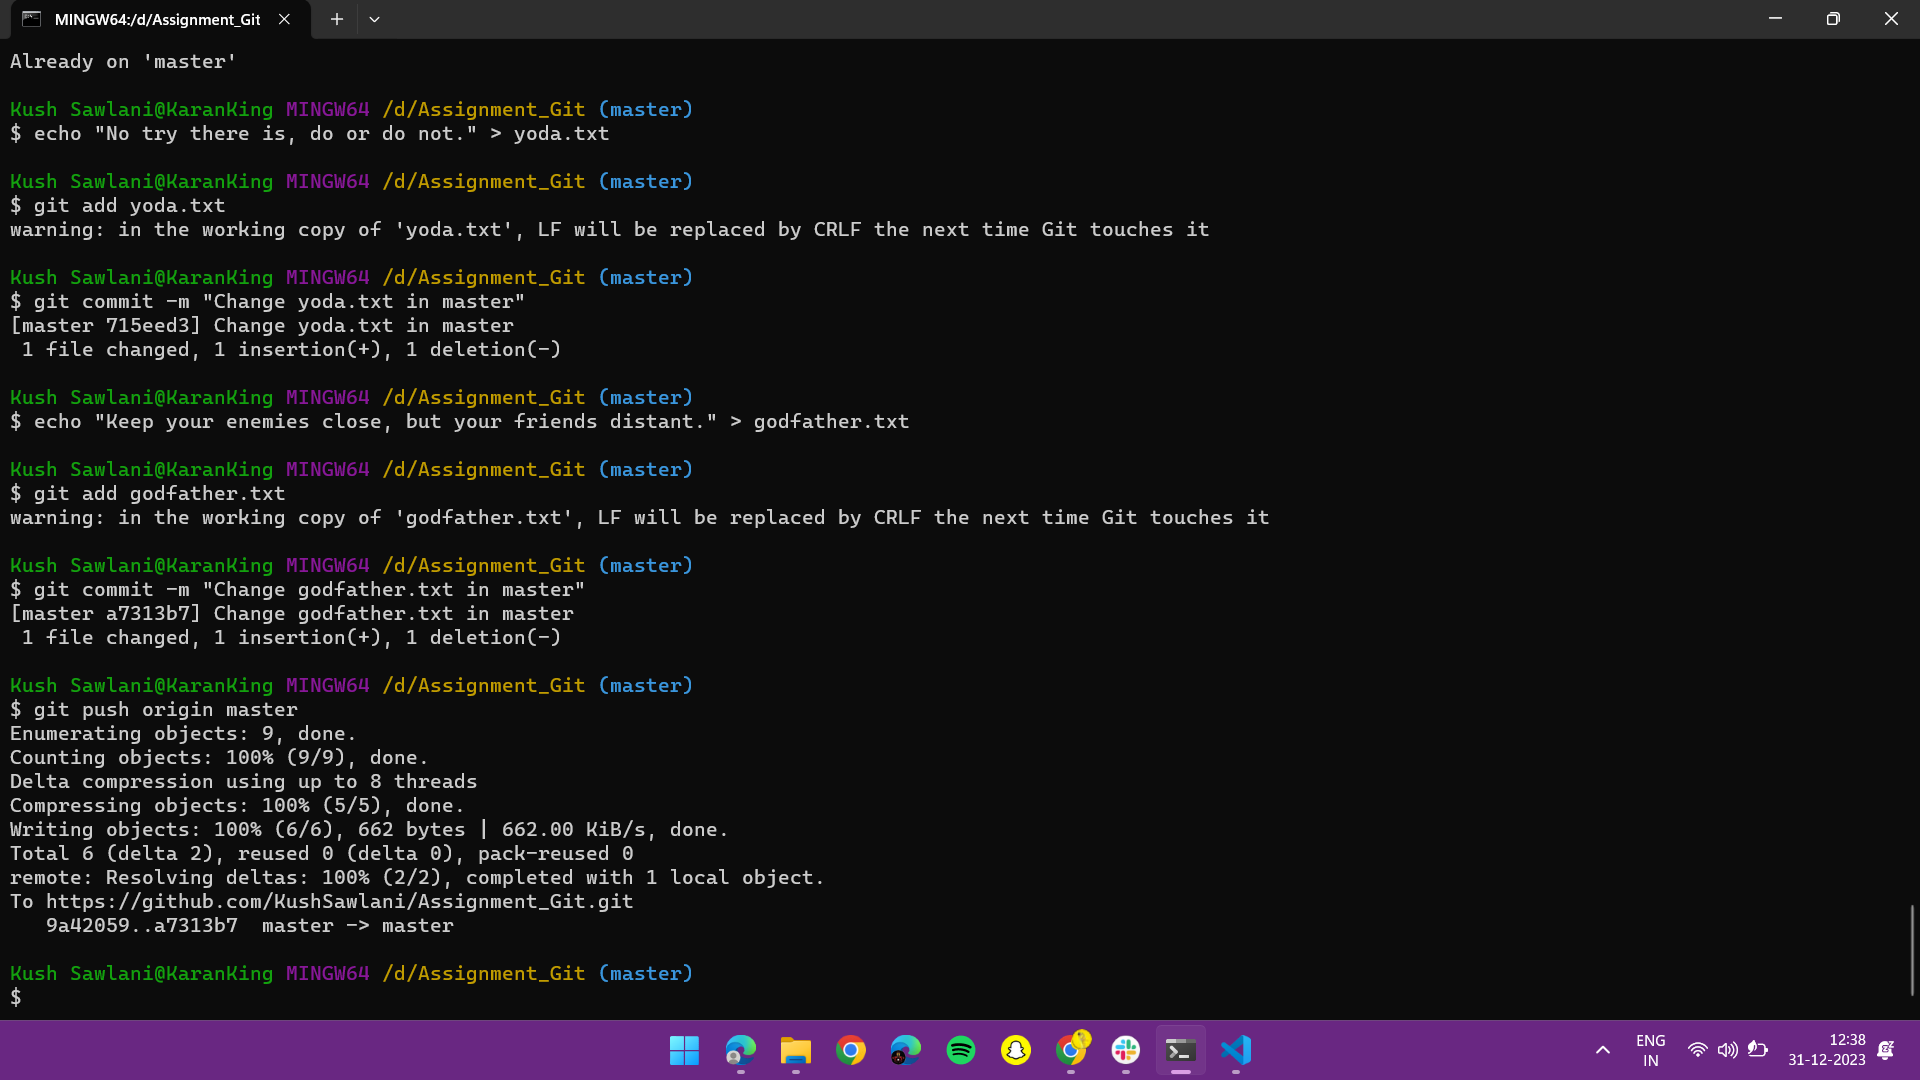 MINGW64:/d/Assignment_Git
Already on 'master'
Kush Sawlani@KaranKing MINGW64 /d/Assignment_Git (master)
$ echo "No try there is, do or do not." > yoda.txt
Kush Sawlani@KaranKing MINGW64 /d/Assignment_Git (master)
$ git add yoda.txt
warning: in the working copy of 'yoda.txt', LF will be replaced by CRLF the next time Git touches it
Kush Sawlani@KaranKing MINGW64 /d/Assignment_Git (master)
$ git commit -m "Change yoda.txt in master"
[master 715eed3] Change yoda.txt in master
 1 file changed, 1 insertion(+), 1 deletion(-)
Kush Sawlani@KaranKing MINGW64 /d/Assignment_Git (master)
$ echo "Keep your enemies close, but your friends distant." > godfather.txt
Kush Sawlani@KaranKing MINGW64 /d/Assignment_Git (master)
$ git add godfather.txt
warning: in the working copy of 'godfather.txt', LF will be replaced by CRLF the next time Git touches it
Kush Sawlani@KaranKing MINGW64 /d/Assignment_Git (master)
$ git commit -m "Change godfather.txt in master"
[master a7313b7] Change godfather.txt in master
 1 file changed, 1 insertion(+), 1 deletion(-)
Kush Sawlani@KaranKing MINGW64 /d/Assignment_Git (master)
$ git push origin master
Enumerating objects: 9, done.
Counting objects: 100% (9/9), done.
Delta compression using up to 8 threads
Compressing objects: 100% (5/5), done.
Writing objects: 100% (6/6), 662 bytes | 662.00 KiB/s, done.
Total 6 (delta 2), reused 0 (delta 0), pack-reused 0
remote: Resolving deltas: 100% (2/2), completed with 1 local object.
To https://github.com/KushSawlani/Assignment_Git.git
   9a42059..a7313b7  master -> master
Kush Sawlani@KaranKing MINGW64 /d/Assignment_Git (master)
$
ENG
IN
12:38
31-12-2023